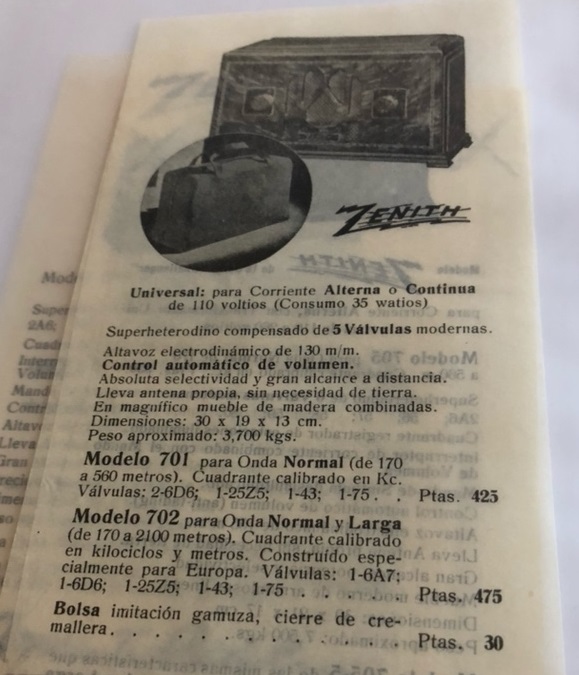 ZENITH
Universal: para Corriente Alterna o Continua
de 110 voltios (Consumo 35 watios)
Superheterodino compensado de 5 Válvulas modernas.
Altavoz electrodinámico de 130 m/m.
Control automático de volumen.
Absoluta selectividad y gran alcance a distancia.
Lleva antena propia, sin necesidad de tierra.
En magnífico mueble de madera combinadas.
Dimensiones: 30 x 19 x 13 cm.
Peso aproximado: 3,700 kgs.
Modelo 701 para Onda Normal (de 170
a 560 metros). Cuadrante calibrado en Kc.
Válvulas: 2-6D6; 1-25Z5; 1-43; 1-75 . . Ptas. 425
Modelo 702 para Onda Normal y Larga
(de 170 a 2100 metros). Cuadrante calibrado
en kilociclos y metros. Construído espe-
cialmente para Europa. Válvulas: 1-6A7;
1-6D6; 1-25Z5; 1-43; 1-75 . . . . . . Ptas. 475
Bolsa imitación gamuza, cierre de cre-
mallera. . . . . . . . . . . . . Ptas. 30